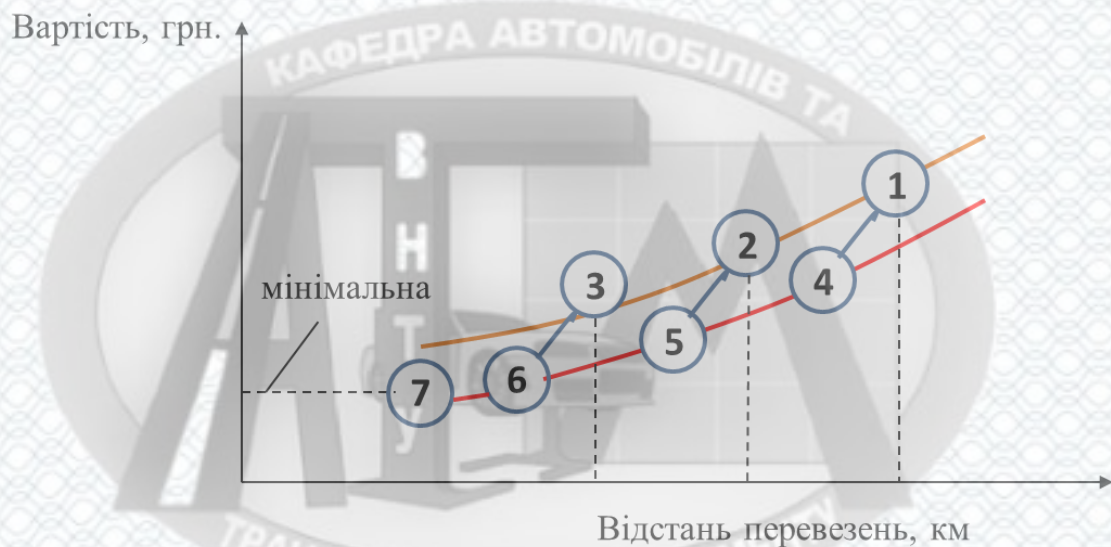 Вартість, грн.
КАФЕДРА АВТОМОБІЛІВ ТА
В
Н
Т
У
мінімальна
1
2
3
4
5
6
7
Відстань перевезень, км